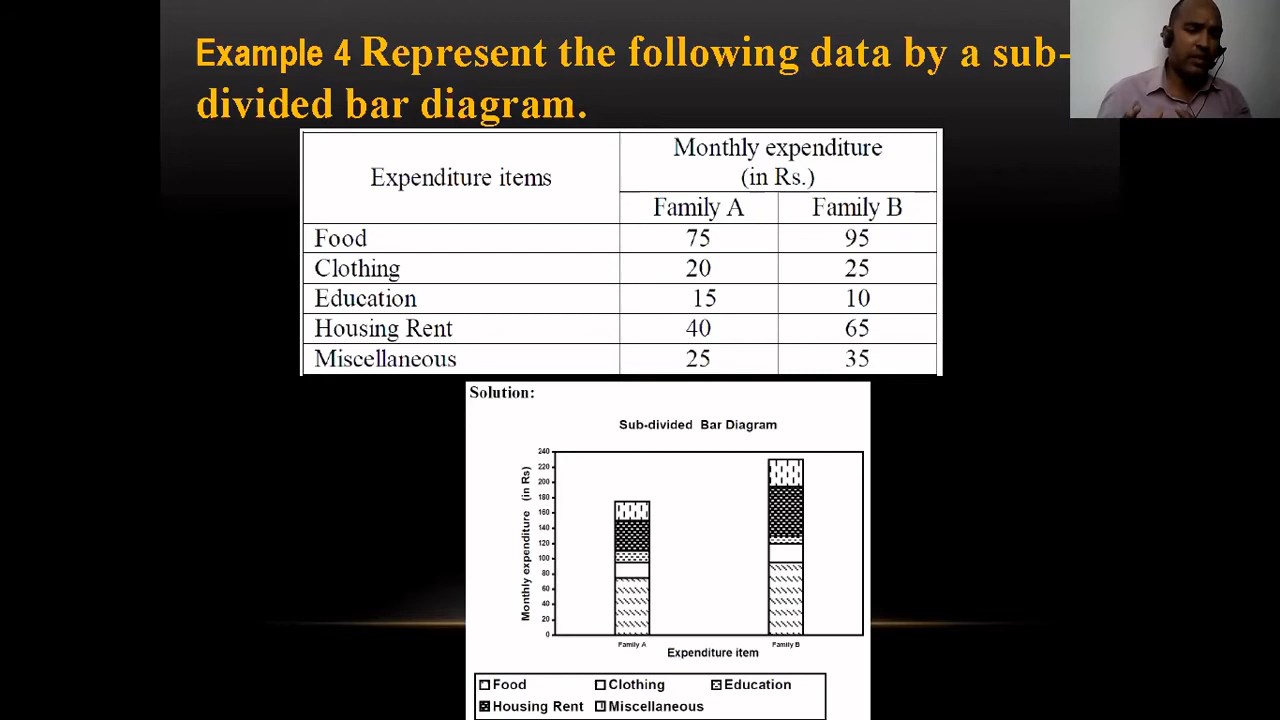 Example 4 Represent the following data by a sub-
divided bar diagram.
Expenditure items
Monthly expenditure
(in Rs.)
Family A Family B
Food 75 95
Clothing 20 25
Education 15 10
Housing Rent 40 65
Miscellaneous 25 35
Solution:
Sub-divided Bar Diagram
Monthly expenditure (in Rs)
240
220
200
180
160
140
120
100
80
60
40
20
0
Family A Family B
Expenditure item
Food Clothing Education
Housing Rent Miscellaneous